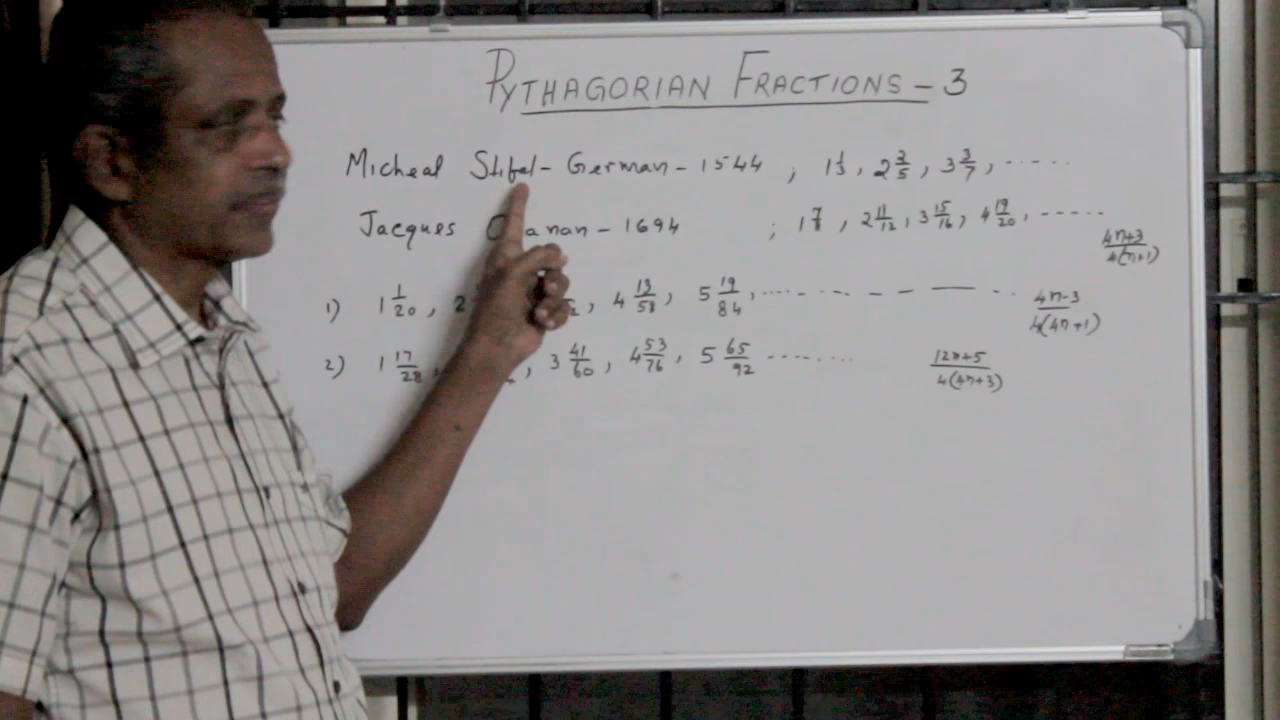 PYTHAGORIAN FRACTIONS - 3
Micheal Stifel - German - 1544 ; 1 1/3, 2 2/5, 3 3/7, ......
Jacques anan - 1694 ; 1 7/8, 2 11/12, 3 15/16, 4 19/20, ......
4n+3/4(n+1)
1) 1 1/20, 2 , 4 13/58, 5 19/84, ...... 4n-3/4(4n+1)
2) 1 17/28, , 3 41/60, 4 53/76, 5 65/92 ....... 12n+5/4(4n+3)